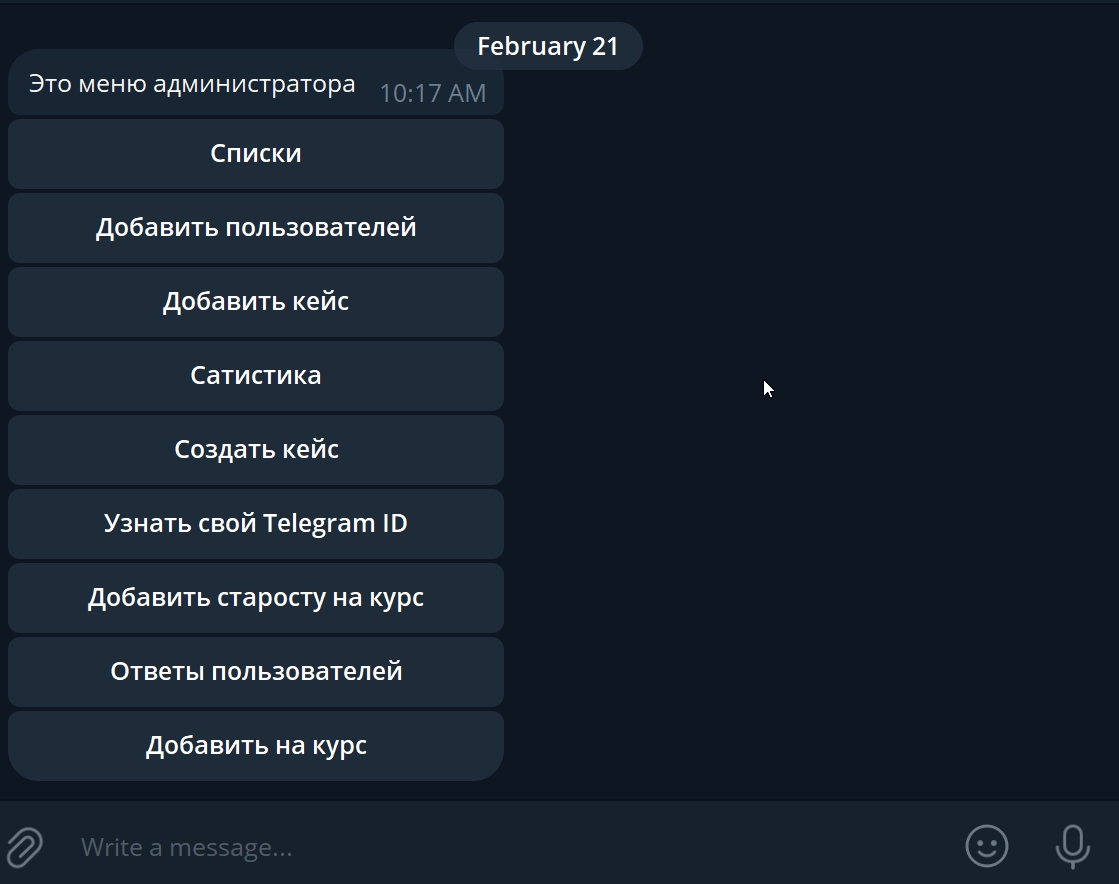 February 21
Это меню администратора
10:17 AM
Списки
Добавить пользователей
Добавить кейс
Сатистика
Создать кейс
Узнать свой Telegram ID
Добавить старосту на курс
Ответы пользователей
Добавить на курс
Write a message...